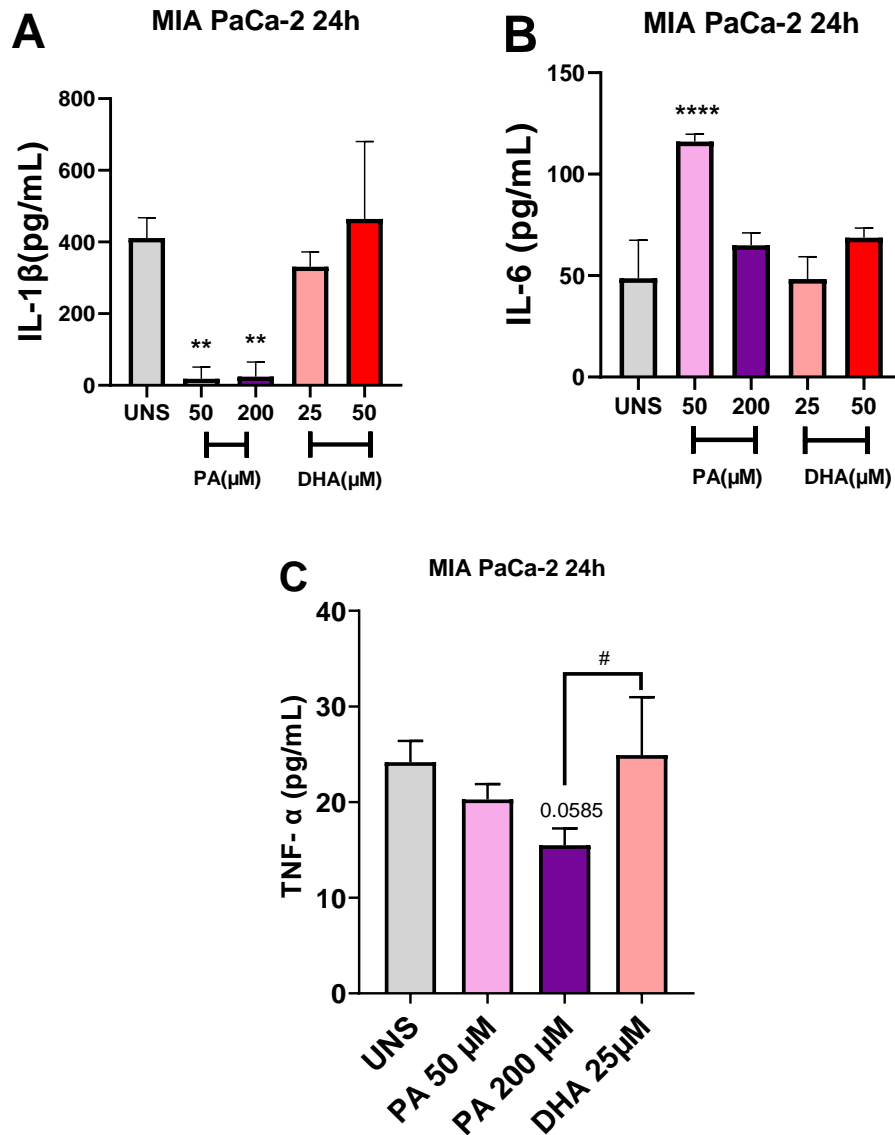 A
MIA PaCa-2 24h
IL-1β(pg/mL)
800
600
400
200
0
** **
UNS 50 200 25 50
PA(µM) DHA(µM)
B
MIA PaCa-2 24h
IL-6 (pg/mL)
150
100
50
0
****
UNS 50 200 25 50
PA(µM) DHA(µM)
C
MIA PaCa-2 24h
TNF- α (pg/mL)
40
30
20
10
0
#
0.0585
UNS
PA 50 µM
PA 200 µM
DHA 25µM